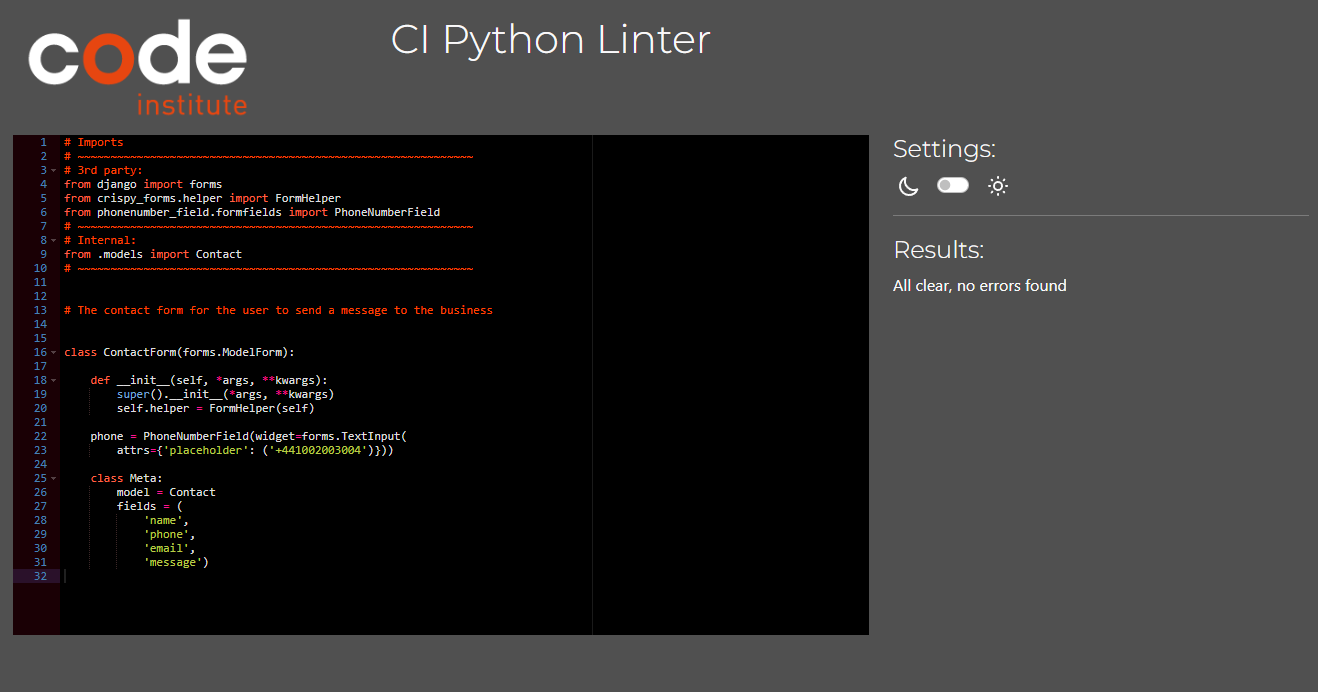 code
institute
CI Python Linter
1 # Imports
2 # ~~~~~~~~~~~~~~~~~~~~~~~~~~~~~~~~~~~~~~~~~~~~~~~~~~~~~~~~~~~~
3 # 3rd party:
4 from django import forms
5 from crispy_forms.helper import FormHelper
6 from phonenumber_field.formfields import PhoneNumberField
7 # ~~~~~~~~~~~~~~~~~~~~~~~~~~~~~~~~~~~~~~~~~~~~~~~~~~~~~~~~~~~~
8 # Internal:
9 from .models import Contact
10 # ~~~~~~~~~~~~~~~~~~~~~~~~~~~~~~~~~~~~~~~~~~~~~~~~~~~~~~~~~~~~
11
12
13 # The contact form for the user to send a message to the business
14
15
16 class ContactForm(forms.ModelForm):
17
18     def __init__(self, *args, **kwargs):
19         super().__init__(*args, **kwargs)
20         self.helper = FormHelper(self)
21
22     phone = PhoneNumberField(widget=forms.TextInput(
23         attrs={'placeholder': ('+441002003004')}))
24
25     class Meta:
26         model = Contact
27         fields = (
28             'name',
29             'phone',
30             'email',
31             'message')
32
Settings:
Results:
All clear, no errors found